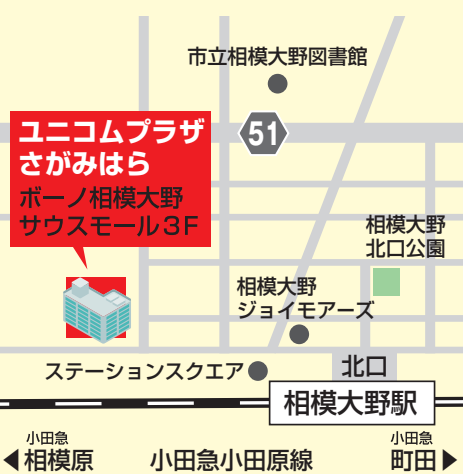 市立相模大野図書館
51
ユニコムプラザ
さがみはら
ボーノ相模大野
サウスモール3F
相模大野
北口公園
相模大野
ジョイモアーズ
ステーションスクエア
北口
相模大野駅
小田急
◀相模原
小田急小田原線
小田急
町田▶